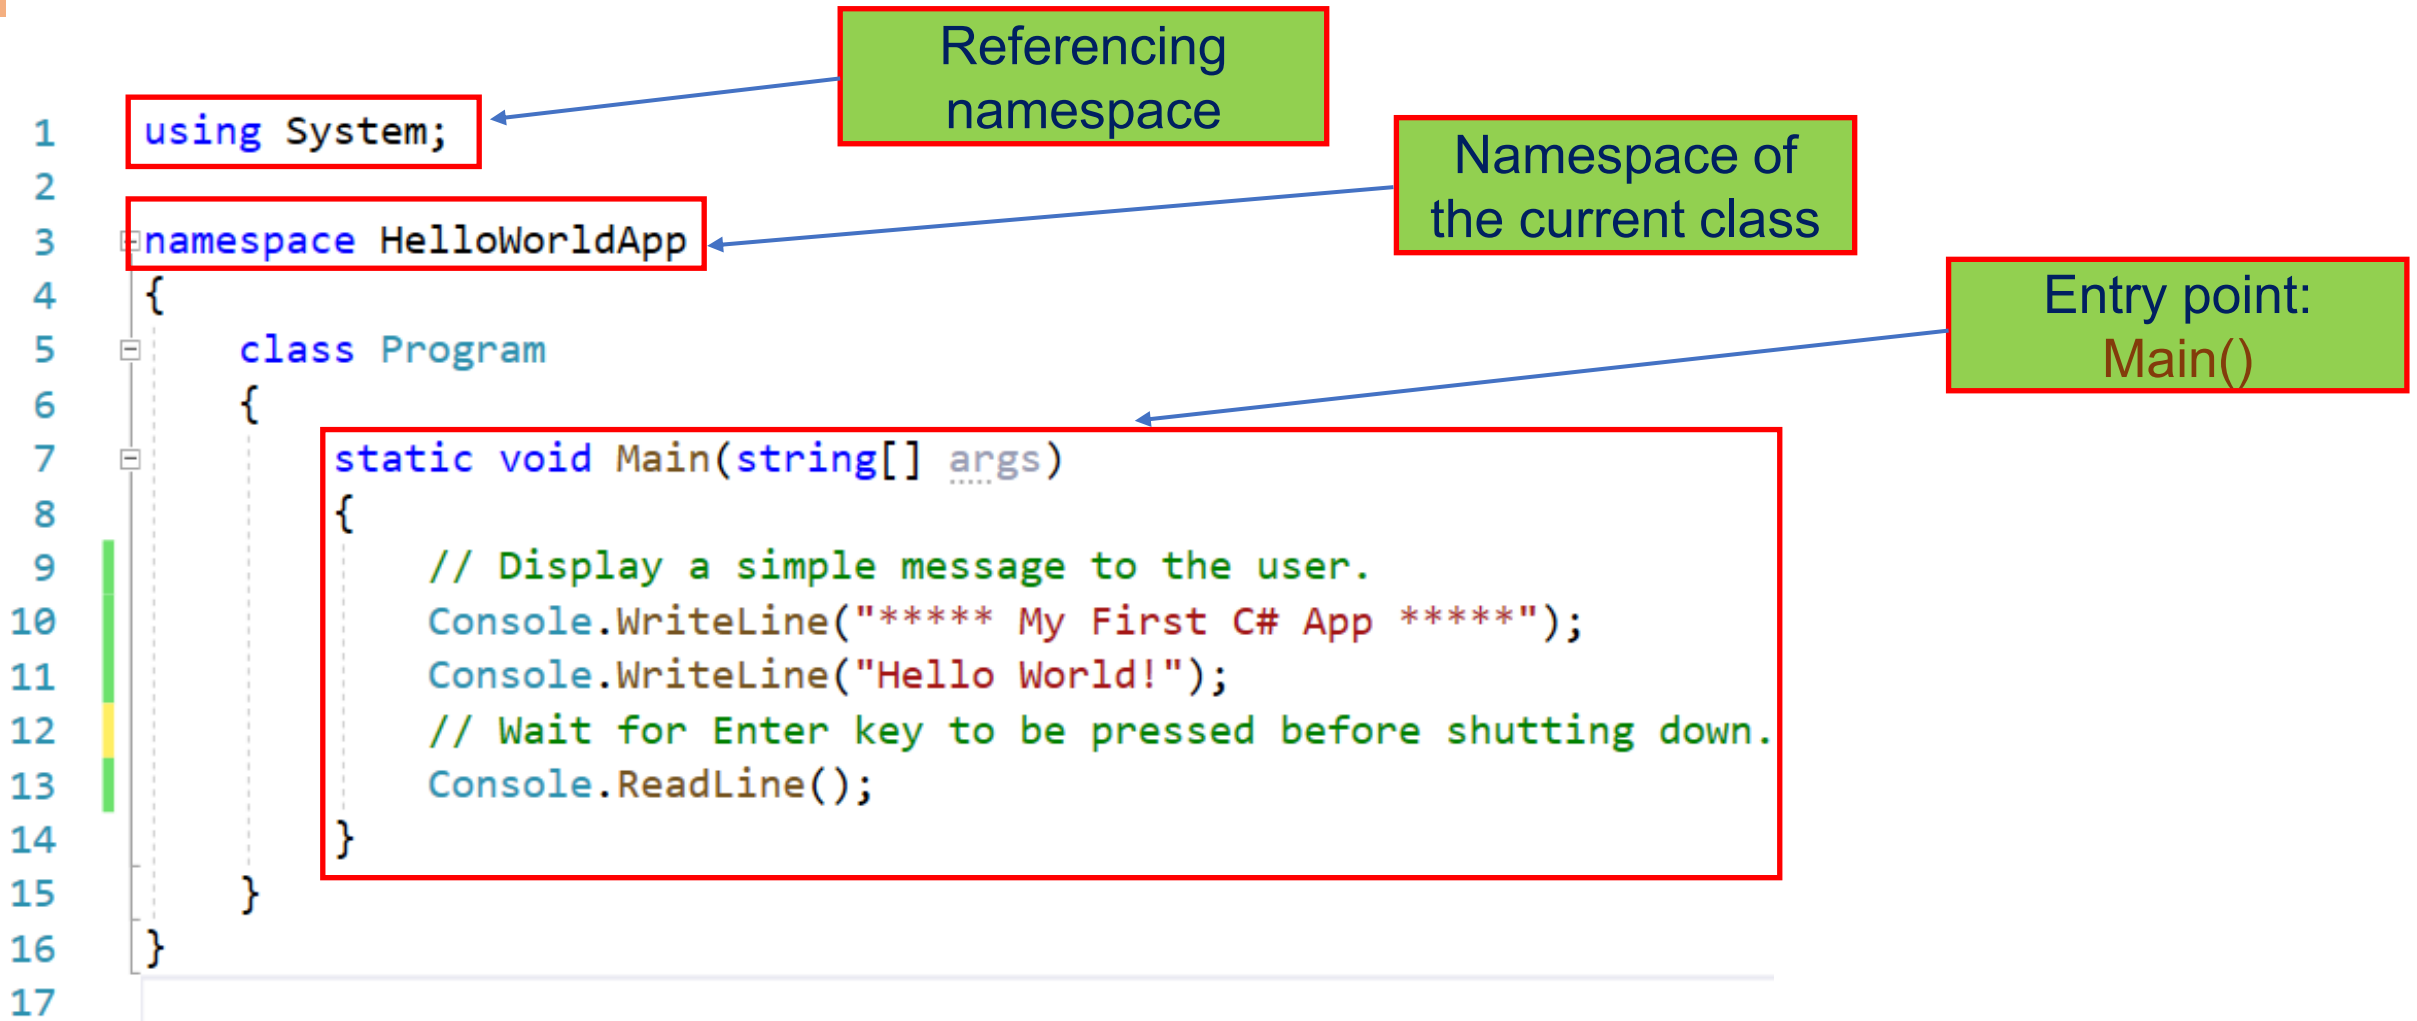 Referencing
namespace
Namespace of
the current class
Entry point:
Main()
1 using System;
2
3 namespace HelloWorldApp
4 {
5 class Program
6 {
7 static void Main(string[] args)
8 {
9 // Display a simple message to the user.
10 Console.WriteLine("***** My First C# App *****");
11 Console.WriteLine("Hello World!");
12 // Wait for Enter key to be pressed before shutting down.
13 Console.ReadLine();
14 }
15 }
16 }
17